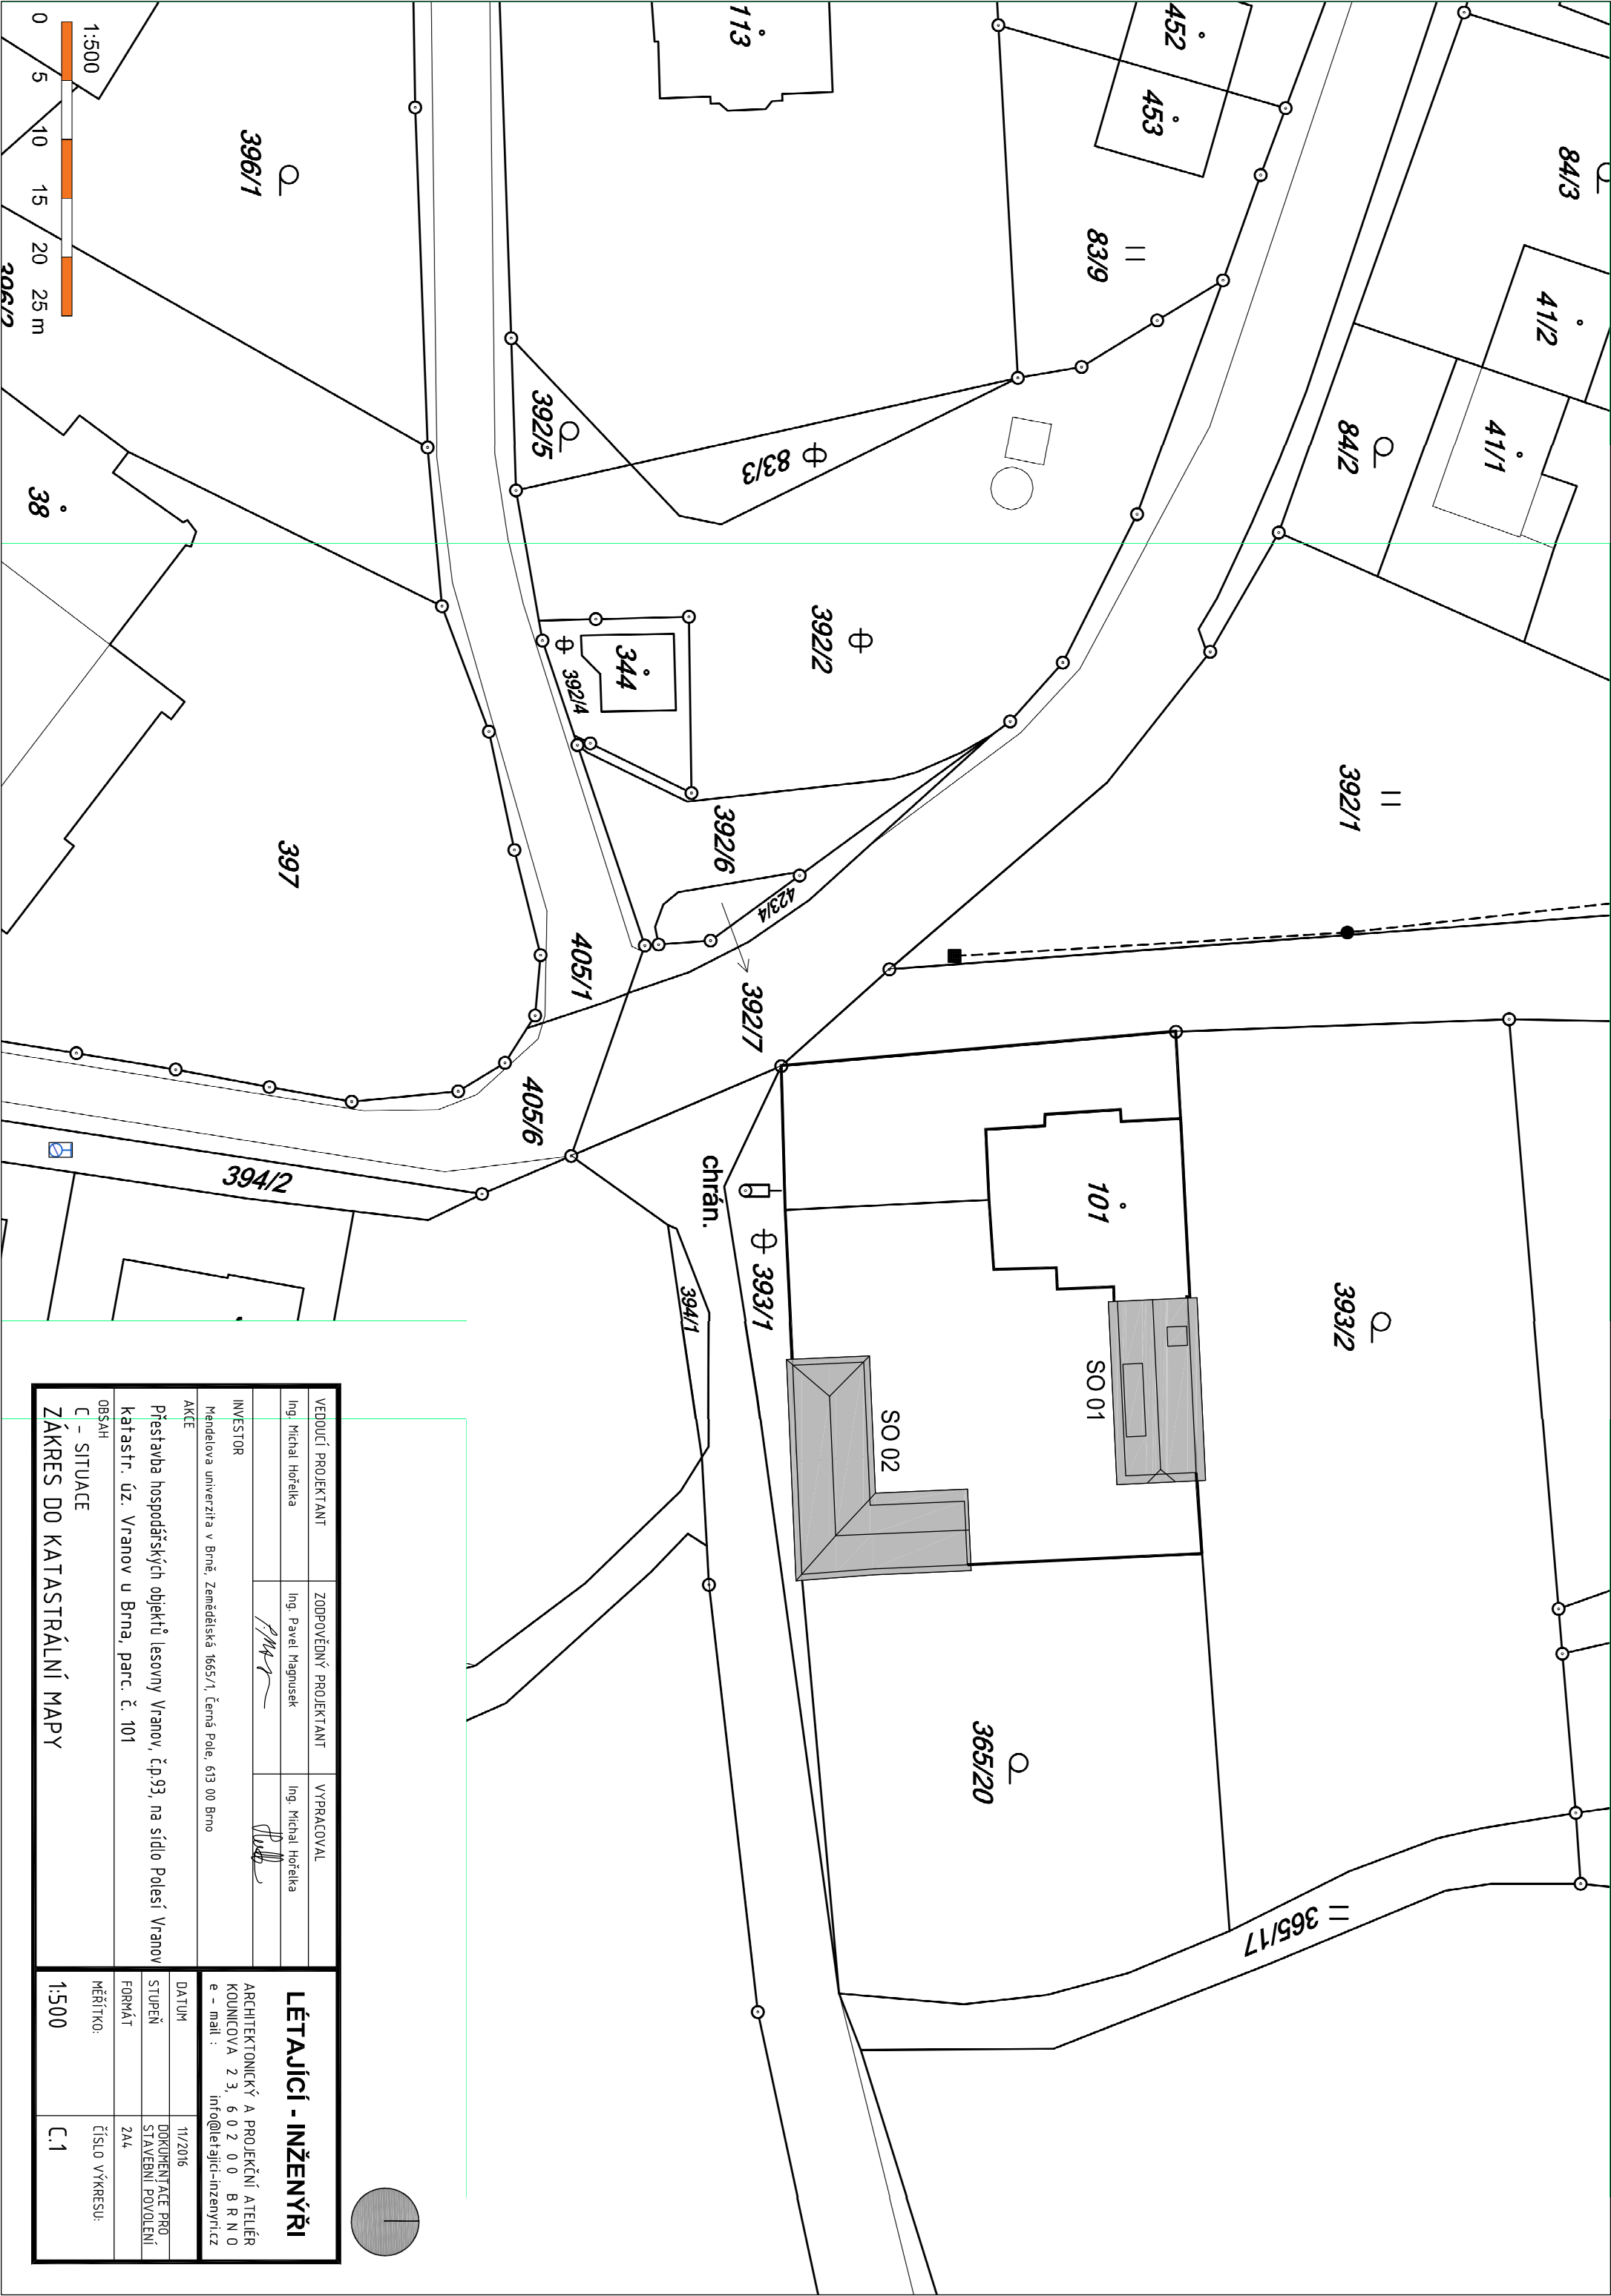 1:500
0 5 10 15 20 25 m
113
452
453
84/3
396/1
83/9
41/2
396/2
392/5
83/3
84/2
41/1
38
392/2
344
392/4
392/1
392/6
397
423/4
405/1
392/7
405/6
394/2
chrán.
101
393/1
394/1
393/2
SO 01
SO 02
365/20
365/17
VEDOUCÍ PROJEKTANT
ZODPOVĚDNÝ PROJEKTANT
VYPRACOVAL
Ing. Michal Hořelka
Ing. Pavel Magnusek
Ing. Michal Hořelka
INVESTOR
Mendelova univerzita v Brně, Zemědělská 1665/1, Černá Pole, 613 00 Brno
AKCE
Přestavba hospodářských objektů lesovny Vranov, č.p.93, na sídlo Polesí Vranov
katastr. úz. Vranov u Brna, parc. č. 101
OBSAH
C - SITUACE
ZÁKRES DO KATASTRÁLNÍ MAPY
LÉTAJÍCÍ - INŽENÝŘI
ARCHITEKTONICKÝ A PROJEKČNÍ ATELIÉR
KOUNICOVA 23, 602 00 BRNO
e - mail : info@letajici-inzenyri.cz
DATUM 11/2016
STUPEŇ DOKUMENTACE PRO
STAVEBNÍ POVOLENÍ
FORMÁT 2A4
MĚŘÍTKO: ČÍSLO VÝKRESU:
1:500 C.1